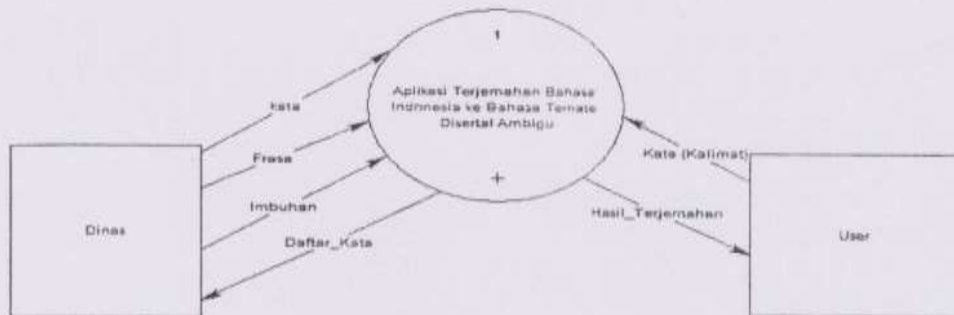 1
Aplikasi Terjemahan Bahasa
Indonesia ke Bahasa Ternate
Disertai Ambigu
+
kata
Frasa
Imbuhan
Daftar_Kata
Dinas
Kata (Kalimat)
Hasil_Terjemahan
User